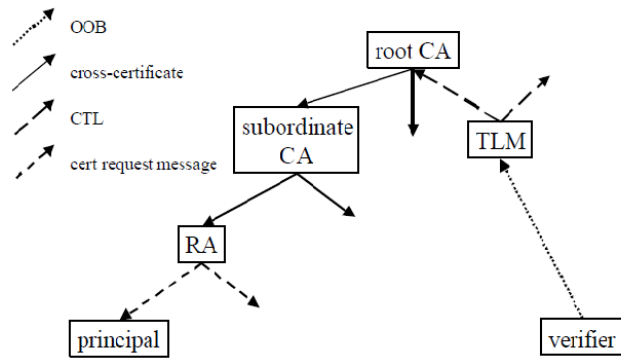 OOB
cross-certificate
CTL
cert request message
root CA
subordinate
CA
TLM
RA
principal
verifier